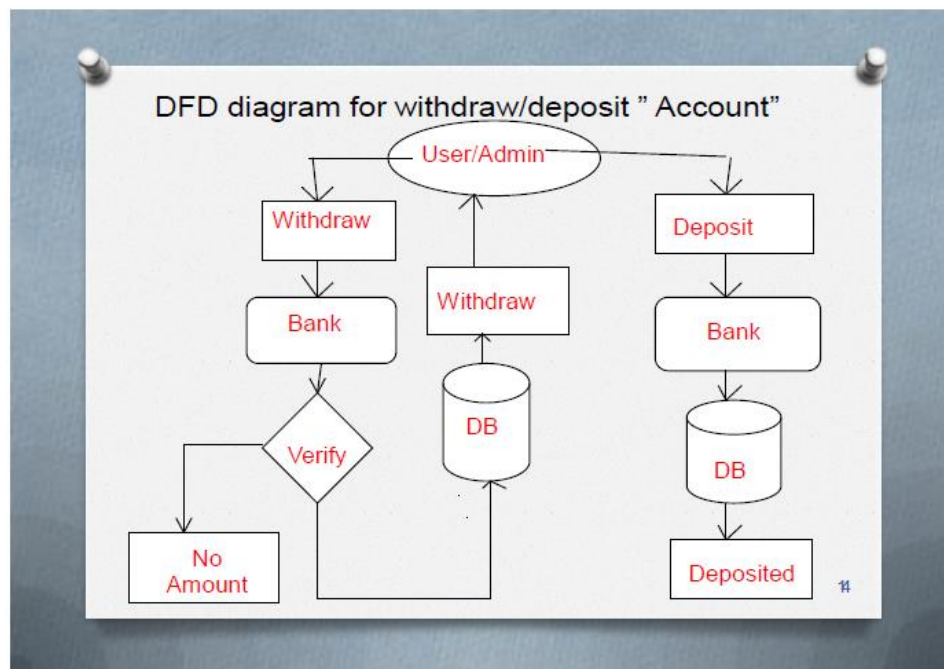 DFD diagram for withdraw/deposit ” Account”
User/Admin
Withdraw
Deposit
Withdraw
Bank
Bank
DB
Verify
DB
No
Amount
Deposited